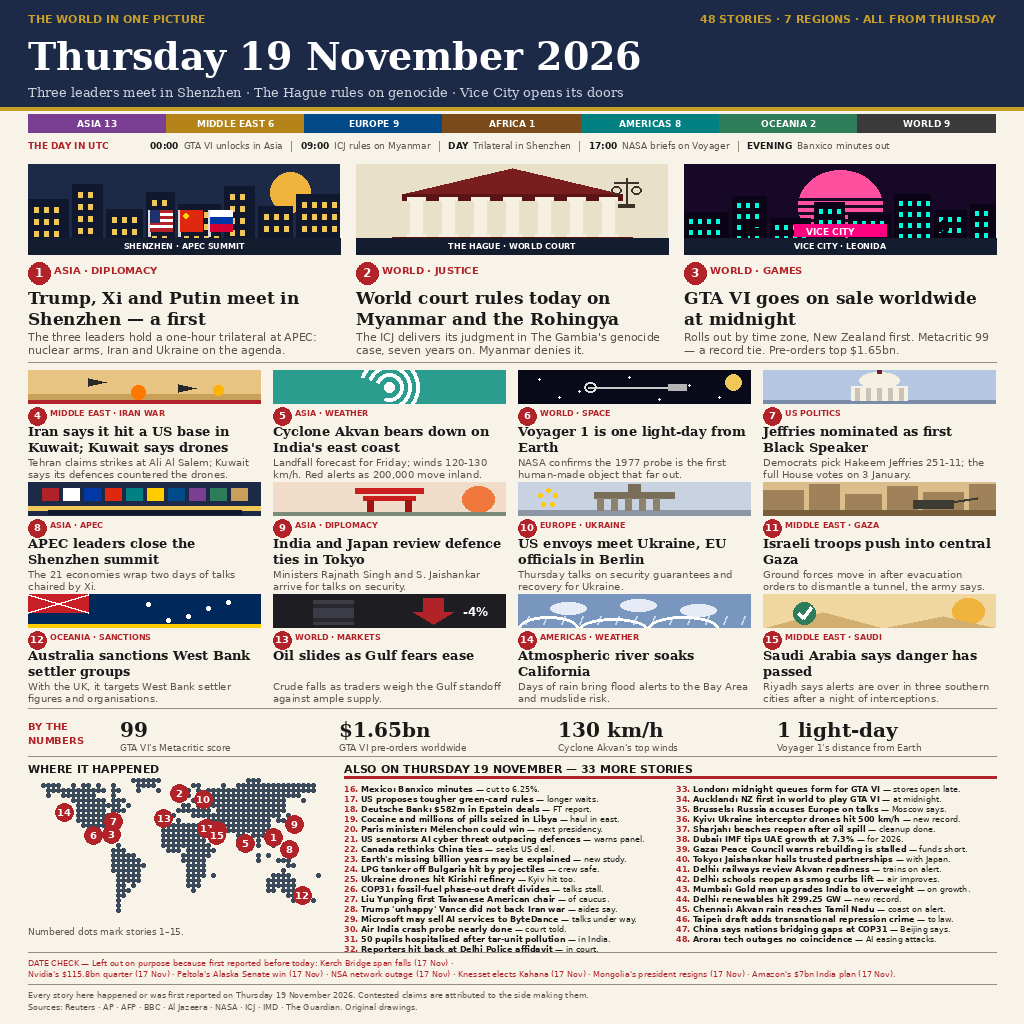 THE WORLD IN ONE PICTURE
48 STORIES · 7 REGIONS · ALL FROM THURSDAY
Thursday 19 November 2026
Three leaders meet in Shenzhen · The Hague rules on genocide · Vice City opens its doors
ASIA 13
MIDDLE EAST 6
EUROPE 9
AFRICA 1
AMERICAS 8
OCEANIA 2
WORLD 9
THE DAY IN UTC
00:00 GTA VI unlocks in Asia | 09:00 ICJ rules on Myanmar | DAY Trilateral in Shenzhen | 17:00 NASA briefs on Voyager | EVENING Banxico minutes out
SHENZHEN · APEC SUMMIT
1 ASIA · DIPLOMACY
Trump, Xi and Putin meet in
Shenzhen — a first
The three leaders hold a one-hour trilateral at APEC:
nuclear arms, Iran and Ukraine on the agenda.
THE HAGUE · WORLD COURT
2 WORLD · JUSTICE
World court rules today on
Myanmar and the Rohingya
The ICJ delivers its judgment in The Gambia's genocide
case, seven years on. Myanmar denies it.
VICE CITY
VICE CITY · LEONIDA
3 WORLD · GAMES
GTA VI goes on sale worldwide
at midnight
Rolls out by time zone, New Zealand first. Metacritic 99
— a record tie. Pre-orders top $1.65bn.
4 MIDDLE EAST · IRAN WAR
Iran says it hit a US base in
Kuwait; Kuwait says drones
Tehran claims strikes at Ali Al Salem; Kuwait
says its defences countered the drones.
5 ASIA · WEATHER
Cyclone Akvan bears down on
India's east coast
Landfall forecast for Friday; winds 120-130
km/h. Red alerts as 200,000 move inland.
6 WORLD · SPACE
Voyager 1 is one light-day from
Earth
NASA confirms the 1977 probe is the first
human-made object that far out.
7 US POLITICS
Jeffries nominated as first
Black Speaker
Democrats pick Hakeem Jeffries 251-11; the
full House votes on 3 January.
8 ASIA · APEC
APEC leaders close the
Shenzhen summit
The 21 economies wrap two days of talks
chaired by Xi.
9 ASIA · DIPLOMACY
India and Japan review defence
ties in Tokyo
Ministers Rajnath Singh and S. Jaishankar
arrive for talks on security.
10 EUROPE · UKRAINE
US envoys meet Ukraine, EU
officials in Berlin
Thursday talks on security guarantees and
recovery for Ukraine.
11 MIDDLE EAST · GAZA
Israeli troops push into central
Gaza
Ground forces move in after evacuation
orders to dismantle a tunnel, the army says.
12 OCEANIA · SANCTIONS
Australia sanctions West Bank
settler groups
With the UK, it targets West Bank settler
figures and organisations.
-4%
13 WORLD · MARKETS
Oil slides as Gulf fears ease
Crude falls as traders weigh the Gulf standoff
against ample supply.
14 AMERICAS · WEATHER
Atmospheric river soaks
California
Days of rain bring flood alerts to the Bay Area
and mudslide risk.
15 MIDDLE EAST · SAUDI
Saudi Arabia says danger has
passed
Riyadh says alerts are over in three southern
cities after a night of interceptions.
BY THE
NUMBERS
99
GTA VI's Metacritic score
$1.65bn
GTA VI pre-orders worldwide
130 km/h
Cyclone Akvan's top winds
1 light-day
Voyager 1's distance from Earth
WHERE IT HAPPENED
14
7
6
3
2
10
13
11
15
5
1
9
8
12
Numbered dots mark stories 1–15.
ALSO ON THURSDAY 19 NOVEMBER — 33 MORE STORIES
16. Mexico: Banxico minutes — cut to 6.25%.
17. US proposes tougher green-card rules — longer waits.
18. Deutsche Bank: $582m in Epstein deals — FT report.
19. Cocaine and millions of pills seized in Libya — haul in east.
20. Paris minister: Mélenchon could win — next presidency.
21. US senators: AI cyber threat outpacing defences — warns panel.
22. Canada rethinks China ties — seeks US deal.
23. Earth's missing billion years may be explained — new study.
24. LPG tanker off Bulgaria hit by projectiles — crew safe.
25. Ukraine drones hit Kirishi refinery — Kyiv hit too.
26. COP31: fossil-fuel phase-out draft divides — talks stall.
27. Liu Yunping first Taiwanese American chair — of caucus.
28. Trump 'unhappy' Vance did not back Iran war — aides say.
29. Microsoft may sell AI services to ByteDance — talks under way.
30. Air India crash probe nearly done — court told.
31. 50 pupils hospitalised after tar-unit pollution — in India.
32. Reporters hit back at Delhi Police affidavit — in court.
33. London: midnight queues form for GTA VI — stores open late.
34. Auckland: NZ first in world to play GTA VI — at midnight.
35. Brussels: Russia accuses Europe on talks — Moscow says.
36. Kyiv: Ukraine interceptor drones hit 500 km/h — new record.
37. Sharjah: beaches reopen after oil spill — cleanup done.
38. Dubai: IMF tips UAE growth at 7.3% — for 2026.
39. Gaza: Peace Council warns rebuilding is stalled — funds short.
40. Tokyo: Jaishankar hails trusted partnerships — with Japan.
41. Delhi: railways review Akvan readiness — trains on alert.
42. Delhi: schools reopen as smog curbs lift — air improves.
43. Mumbai: Gold man upgrades India to overweight — on growth.
44. Delhi: renewables hit 299.25 GW — new record.
45. Chennai: Akvan rain reaches Tamil Nadu — coast on alert.
46. Taipei: draft adds transnational repression crime — to law.
47. China says nations bridging gaps at COP31 — Beijing says.
48. Arora: tech outages no coincidence — AI easing attacks.
DATE CHECK — Left out on purpose because first reported before today: Kerch Bridge span falls (17 Nov) ·
Nvidia's $115.8bn quarter (17 Nov) · Peltola's Alaska Senate win (17 Nov) · NSA network outage (17 Nov) · Knesset elects Kahana (17 Nov) · Mongolia's president resigns (17 Nov) · Amazon's $7bn India plan (17 Nov).
Every story here happened or was first reported on Thursday 19 November 2026. Contested claims are attributed to the side making them.
Sources: Reuters · AP · AFP · BBC · Al Jazeera · NASA · ICJ · IMD · The Guardian. Original drawings.